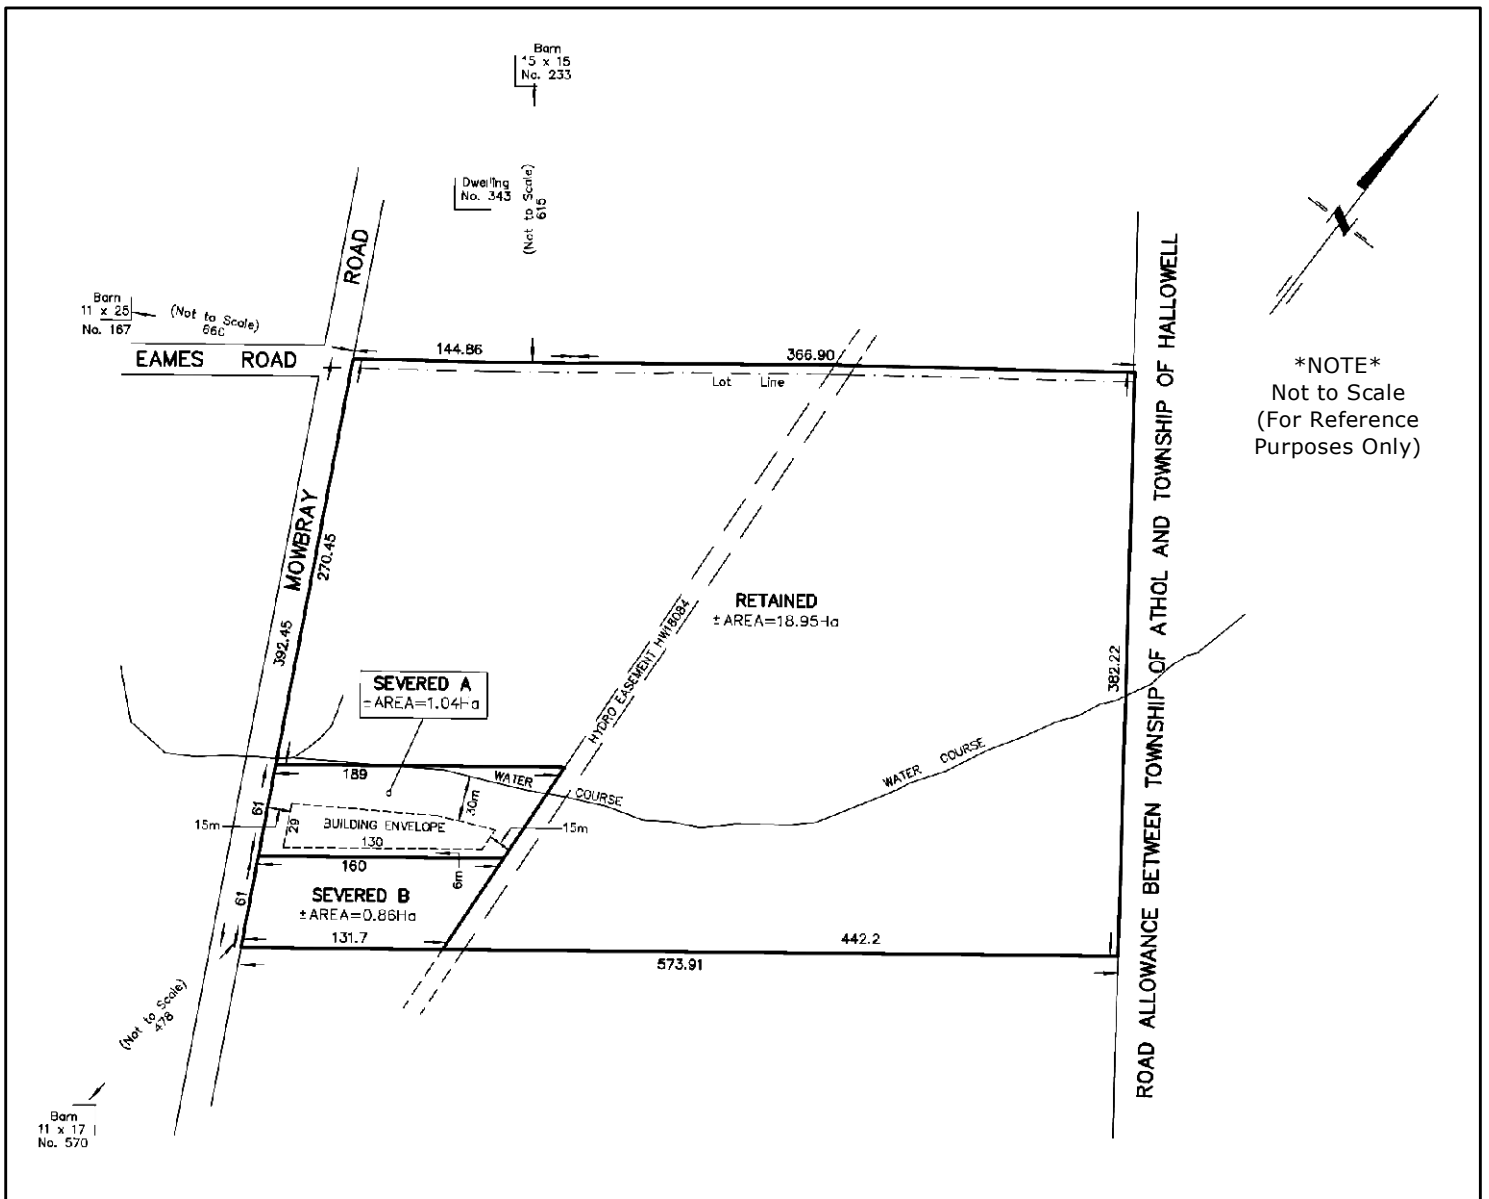 Barn
15 x 15
No. 233
Dwelling
No. 343
(Not to Scale)
615
ROAD
Barn
11 x 25
No. 167
(Not to Scale)
EAMES ROAD
144.86
366.90
Lot Line
*NOTE*
Not to Scale
(For Reference
Purposes Only)
MOWBRAY
270.45
392.45
RETAINED
±AREA=18.95Ha
HYDRO EASEMENT HW18084
382.22
ROAD ALLOWANCE BETWEEN TOWNSHIP OF ATHOL AND TOWNSHIP OF HALLOWELL
SEVERED A
±AREA=1.04Ha
WATER COURSE
189
WATER COURSE
30m
61
15m
29
BUILDING ENVELOPE
130
15m
160
6m
61
SEVERED B
±AREA=0.86Ha
131.7
442.2
573.91
(Not to Scale)
478
Barn
11 x 17
No. 570